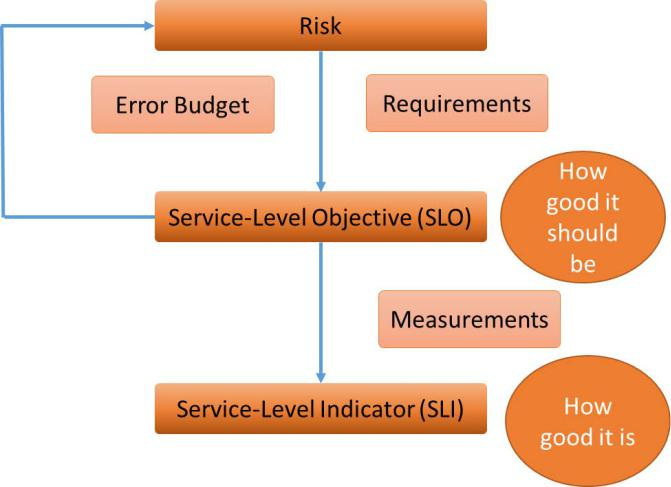 Risk
Error Budget
Requirements
Service-Level Objective (SLO)
How
good it
should
be
Measurements
Service-Level Indicator (SLI)
How
good it is